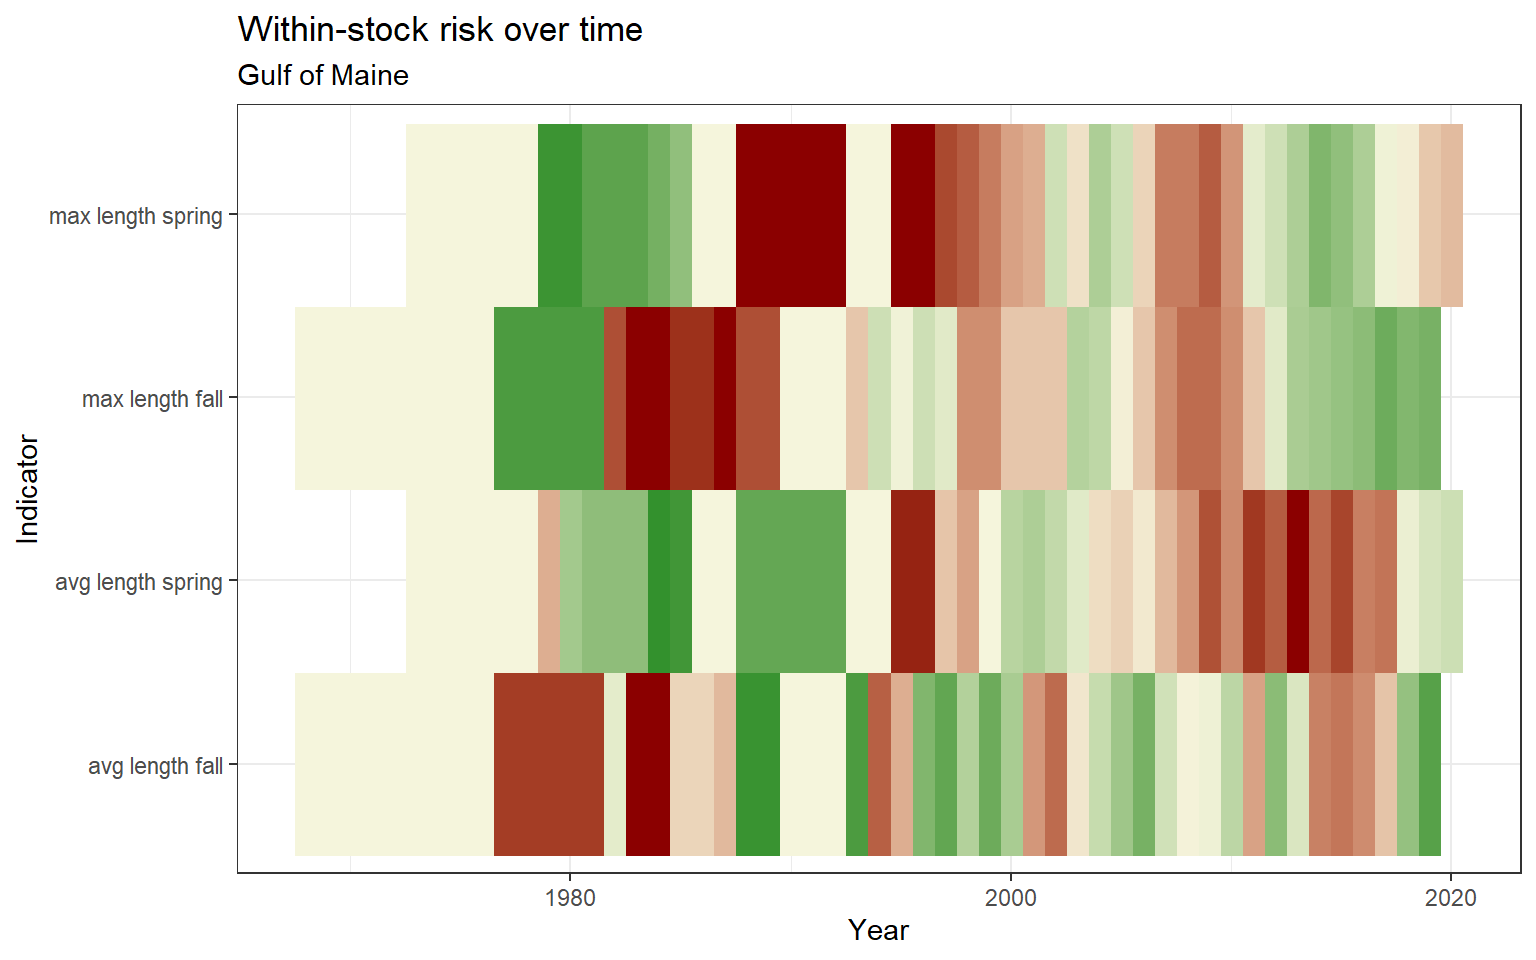 Within-stock risk over time
Gulf of Maine
max length spring
max length fall
avg length spring
avg length fall
Indicator
1980
2000
2020
Year